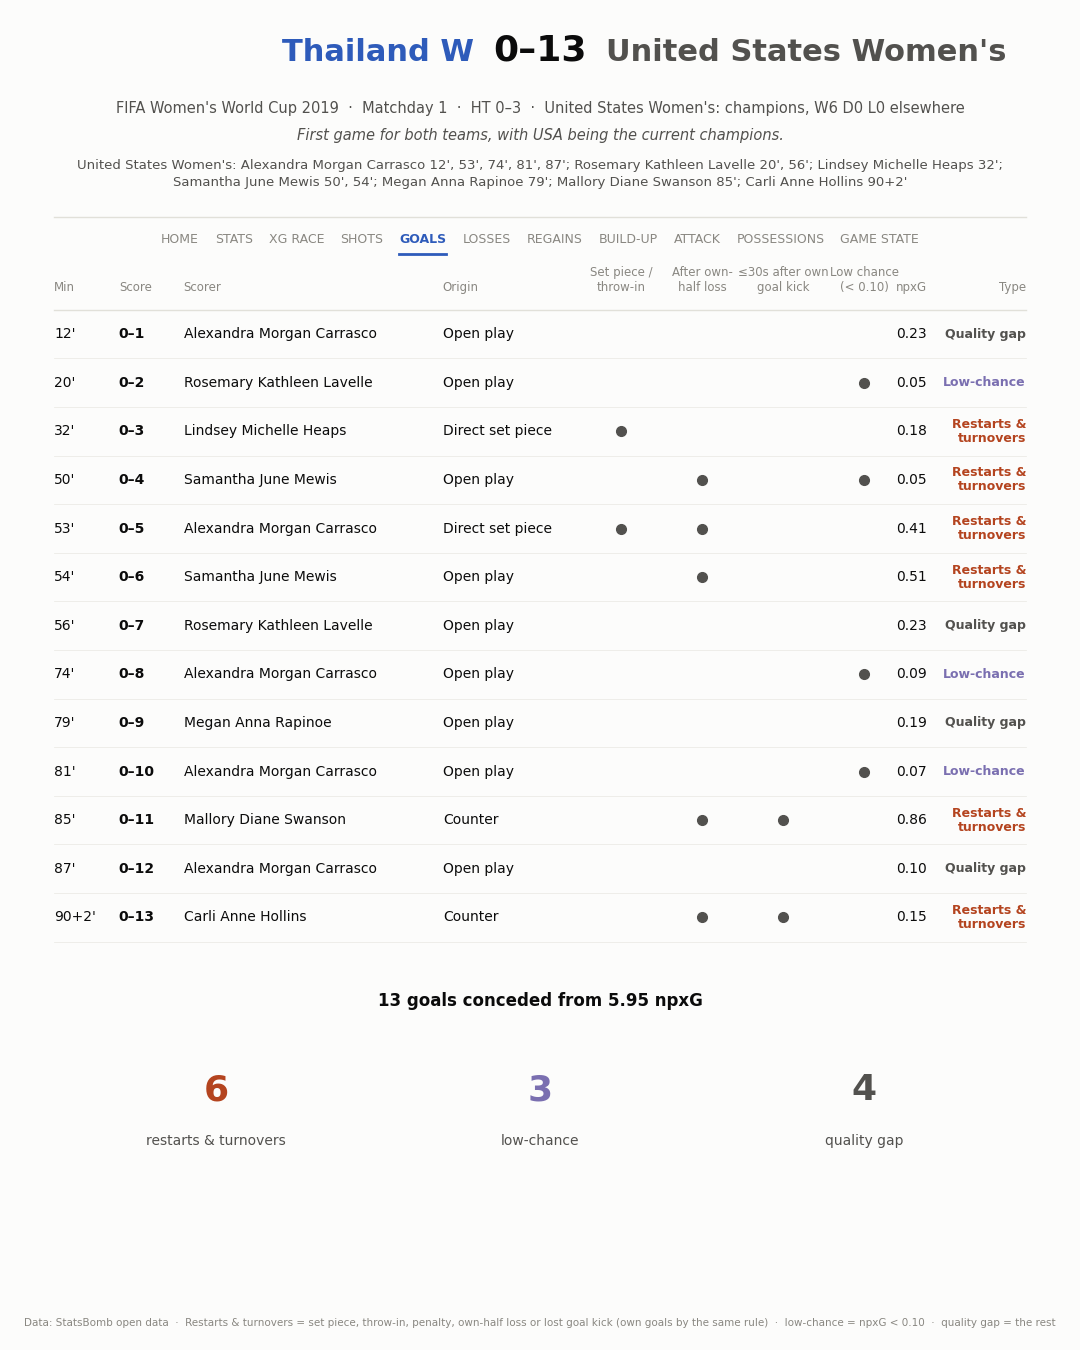 Thailand W 0–13 United States Women's
FIFA Women's World Cup 2019 · Matchday 1 · HT 0–3 · United States Women's: champions, W6 D0 L0 elsewhere
First game for both teams, with USA being the current champions.
United States Women's: Alexandra Morgan Carrasco 12', 53', 74', 81', 87'; Rosemary Kathleen Lavelle 20', 56'; Lindsey Michelle Heaps 32';
Samantha June Mewis 50', 54'; Megan Anna Rapinoe 79'; Mallory Diane Swanson 85'; Carli Anne Hollins 90+2'
HOME STATS XG RACE SHOTS GOALS LOSSES REGAINS BUILD-UP ATTACK POSSESSIONS GAME STATE
Set piece / After own- ≤30s after own Low chance
Min Score Scorer Origin throw-in half loss goal kick (< 0.10) npxG Type
12' 0–1 Alexandra Morgan Carrasco Open play 0.23 Quality gap
20' 0–2 Rosemary Kathleen Lavelle Open play ● 0.05 Low-chance
32' 0–3 Lindsey Michelle Heaps Direct set piece ● 0.18 Restarts &
turnovers
50' 0–4 Samantha June Mewis Open play ● ● 0.05 Restarts &
turnovers
53' 0–5 Alexandra Morgan Carrasco Direct set piece ● ● 0.41 Restarts &
turnovers
54' 0–6 Samantha June Mewis Open play ● 0.51 Restarts &
turnovers
56' 0–7 Rosemary Kathleen Lavelle Open play 0.23 Quality gap
74' 0–8 Alexandra Morgan Carrasco Open play ● 0.09 Low-chance
79' 0–9 Megan Anna Rapinoe Open play 0.19 Quality gap
81' 0–10 Alexandra Morgan Carrasco Open play ● 0.07 Low-chance
85' 0–11 Mallory Diane Swanson Counter ● ● 0.86 Restarts &
turnovers
87' 0–12 Alexandra Morgan Carrasco Open play 0.10 Quality gap
90+2' 0–13 Carli Anne Hollins Counter ● ● 0.15 Restarts &
turnovers
13 goals conceded from 5.95 npxG
6 3 4
restarts & turnovers low-chance quality gap
Data: StatsBomb open data · Restarts & turnovers = set piece, throw-in, penalty, own-half loss or lost goal kick (own goals by the same rule) · low-chance = npxG < 0.10 · quality gap = the rest